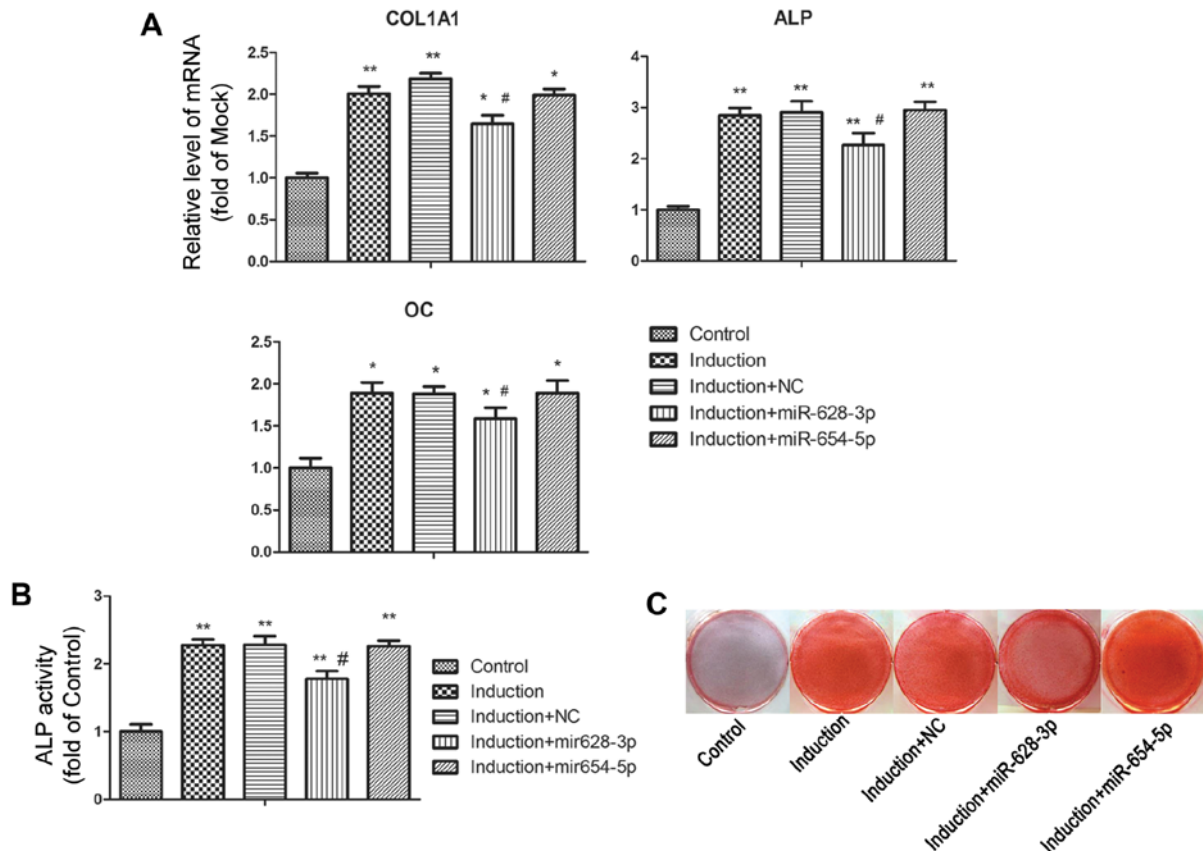 A
COL1A1
Relative level of mRNA
(fold of Mock)
2.5
2.0
1.5
1.0
0.5
0.0
**
**
* #
*
ALP
4
3
2
1
0
**
**
** #
**
OC
2.5
2.0
1.5
1.0
0.5
0.0
*
*
* #
*
Control
Induction
Induction+NC
Induction+miR-628-3p
Induction+miR-654-5p
B
ALP activity
(fold of Control)
3
2
1
0
**
**
** #
**
Control
Induction
Induction+NC
Induction+mir628-3p
Induction+mir654-5p
C
Control
Induction
Induction+NC
Induction+miR-628-3p
Induction+miR-654-5p